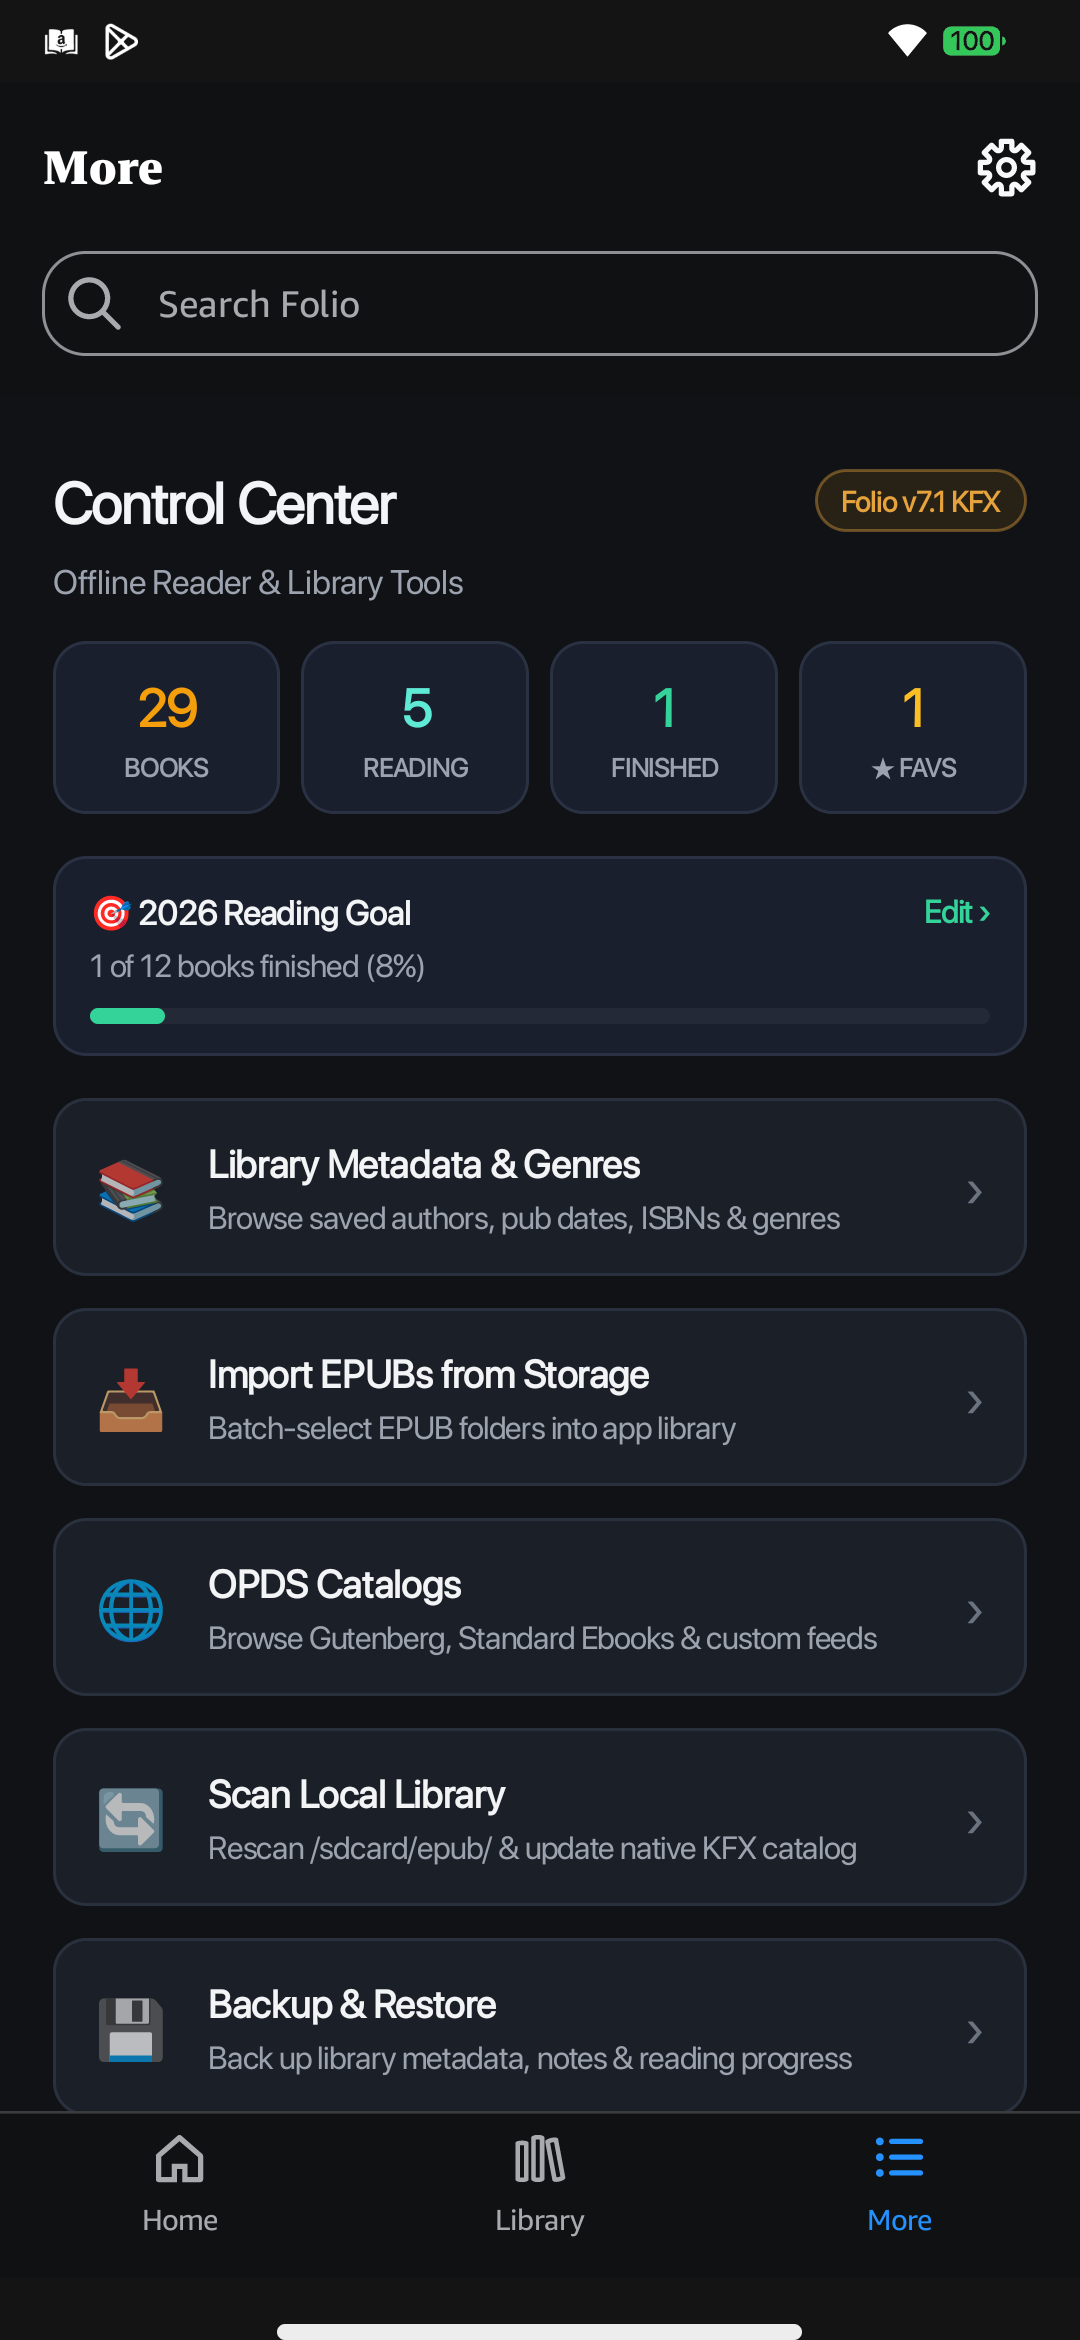 100
More
Search Folio
Control Center
Folio v7.1 KFX
Offline Reader & Library Tools
29
BOOKS
5
READING
1
FINISHED
1
★ FAVS
2026 Reading Goal
Edit ›
1 of 12 books finished (8%)
Library Metadata & Genres
Browse saved authors, pub dates, ISBNs & genres
Import EPUBs from Storage
Batch-select EPUB folders into app library
OPDS Catalogs
Browse Gutenberg, Standard Ebooks & custom feeds
Scan Local Library
Rescan /sdcard/epub/ & update native KFX catalog
Backup & Restore
Back up library metadata, notes & reading progress
Home
Library
More